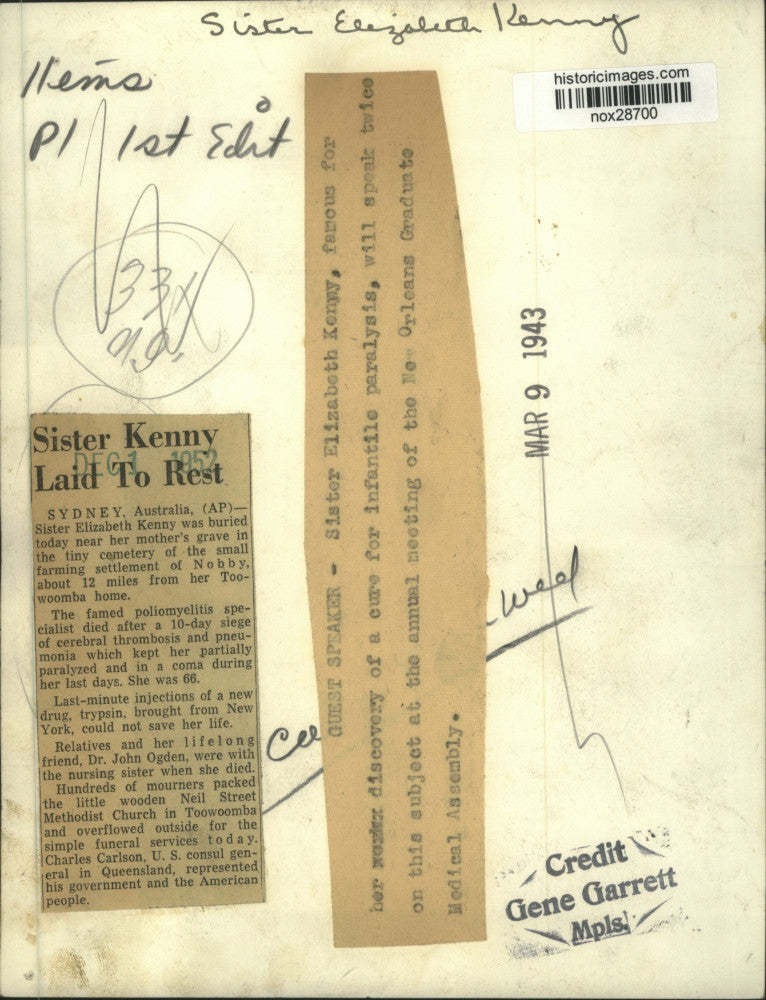 Sister Elizabeth Kenny
Items
P1 1st Edit
historicimages.com
nox28700
33
MAR 9 1943
GUEST SPEAKER - Sister Elizabeth Kenny, famous for
her discovery of a cure for infantile paralysis, will speak twice
on this subject at the annual meeting of the New Orleans Graduate
Medical Assembly.
Sister Kenny
Laid To Rest
DEC 1 1952
SYDNEY, Australia, (AP)—
Sister Elizabeth Kenny was buried
today near her mother's grave in
the tiny cemetery of the small
farming settlement of Nobby,
about 12 miles from her Too-
woomba home.
The famed poliomyelitis spe-
cialist died after a 10-day siege
of cerebral thrombosis and pneu-
monia which kept her partially
paralyzed and in a coma during
her last days. She was 66.
Last-minute injections of a new
drug, trypsin, brought from New
York, could not save her life.
Relatives and her lifelong
friend, Dr. John Ogden, were with
the nursing sister when she died.
Hundreds of mourners packed
the little wooden Neil Street
Methodist Church in Toowoomba
and overflowed outside for the
simple funeral services today.
Charles Carlson, U. S. consul gen-
eral in Queensland, represented
his government and the American
people.
Credit
Gene Garrett
Mpls.